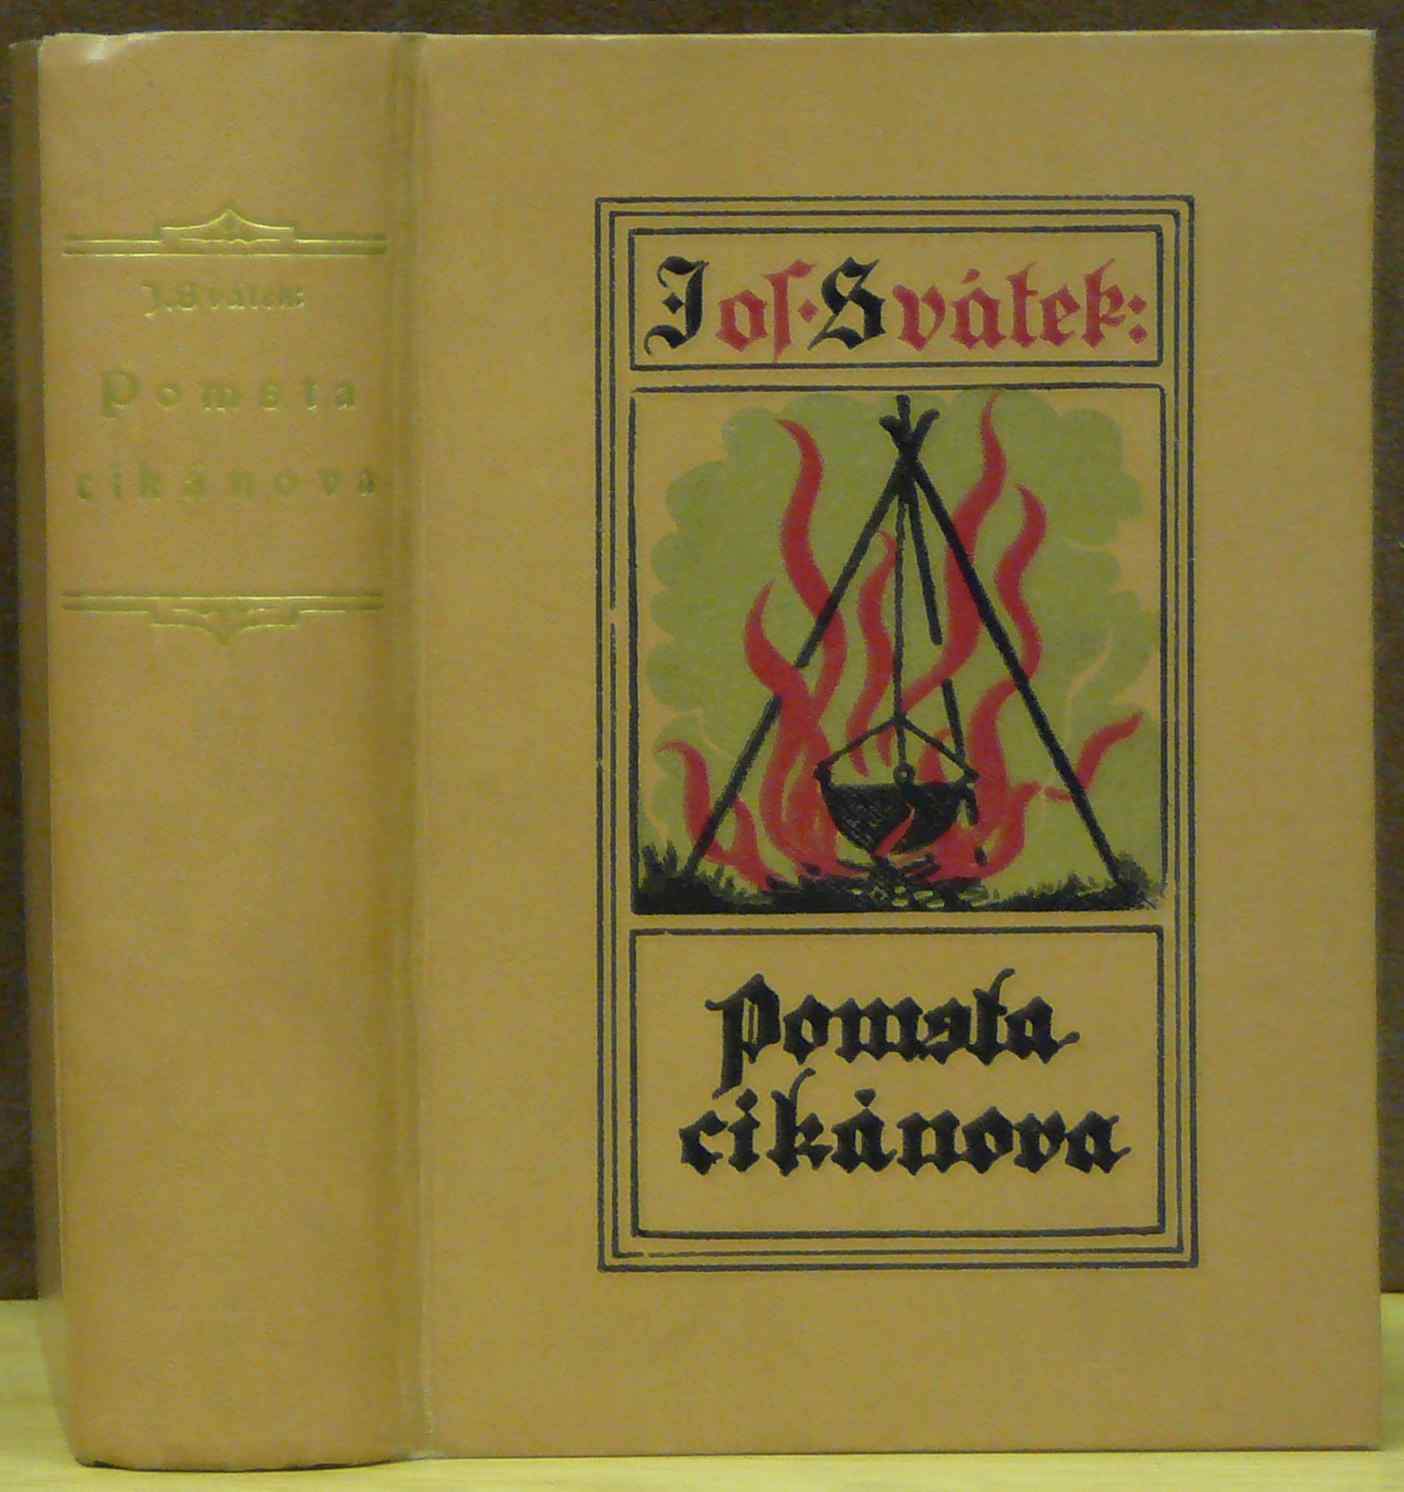 J. Svátek:
Pomsta
cikánova
Jos. Svátek:
Pomsta
cikánova